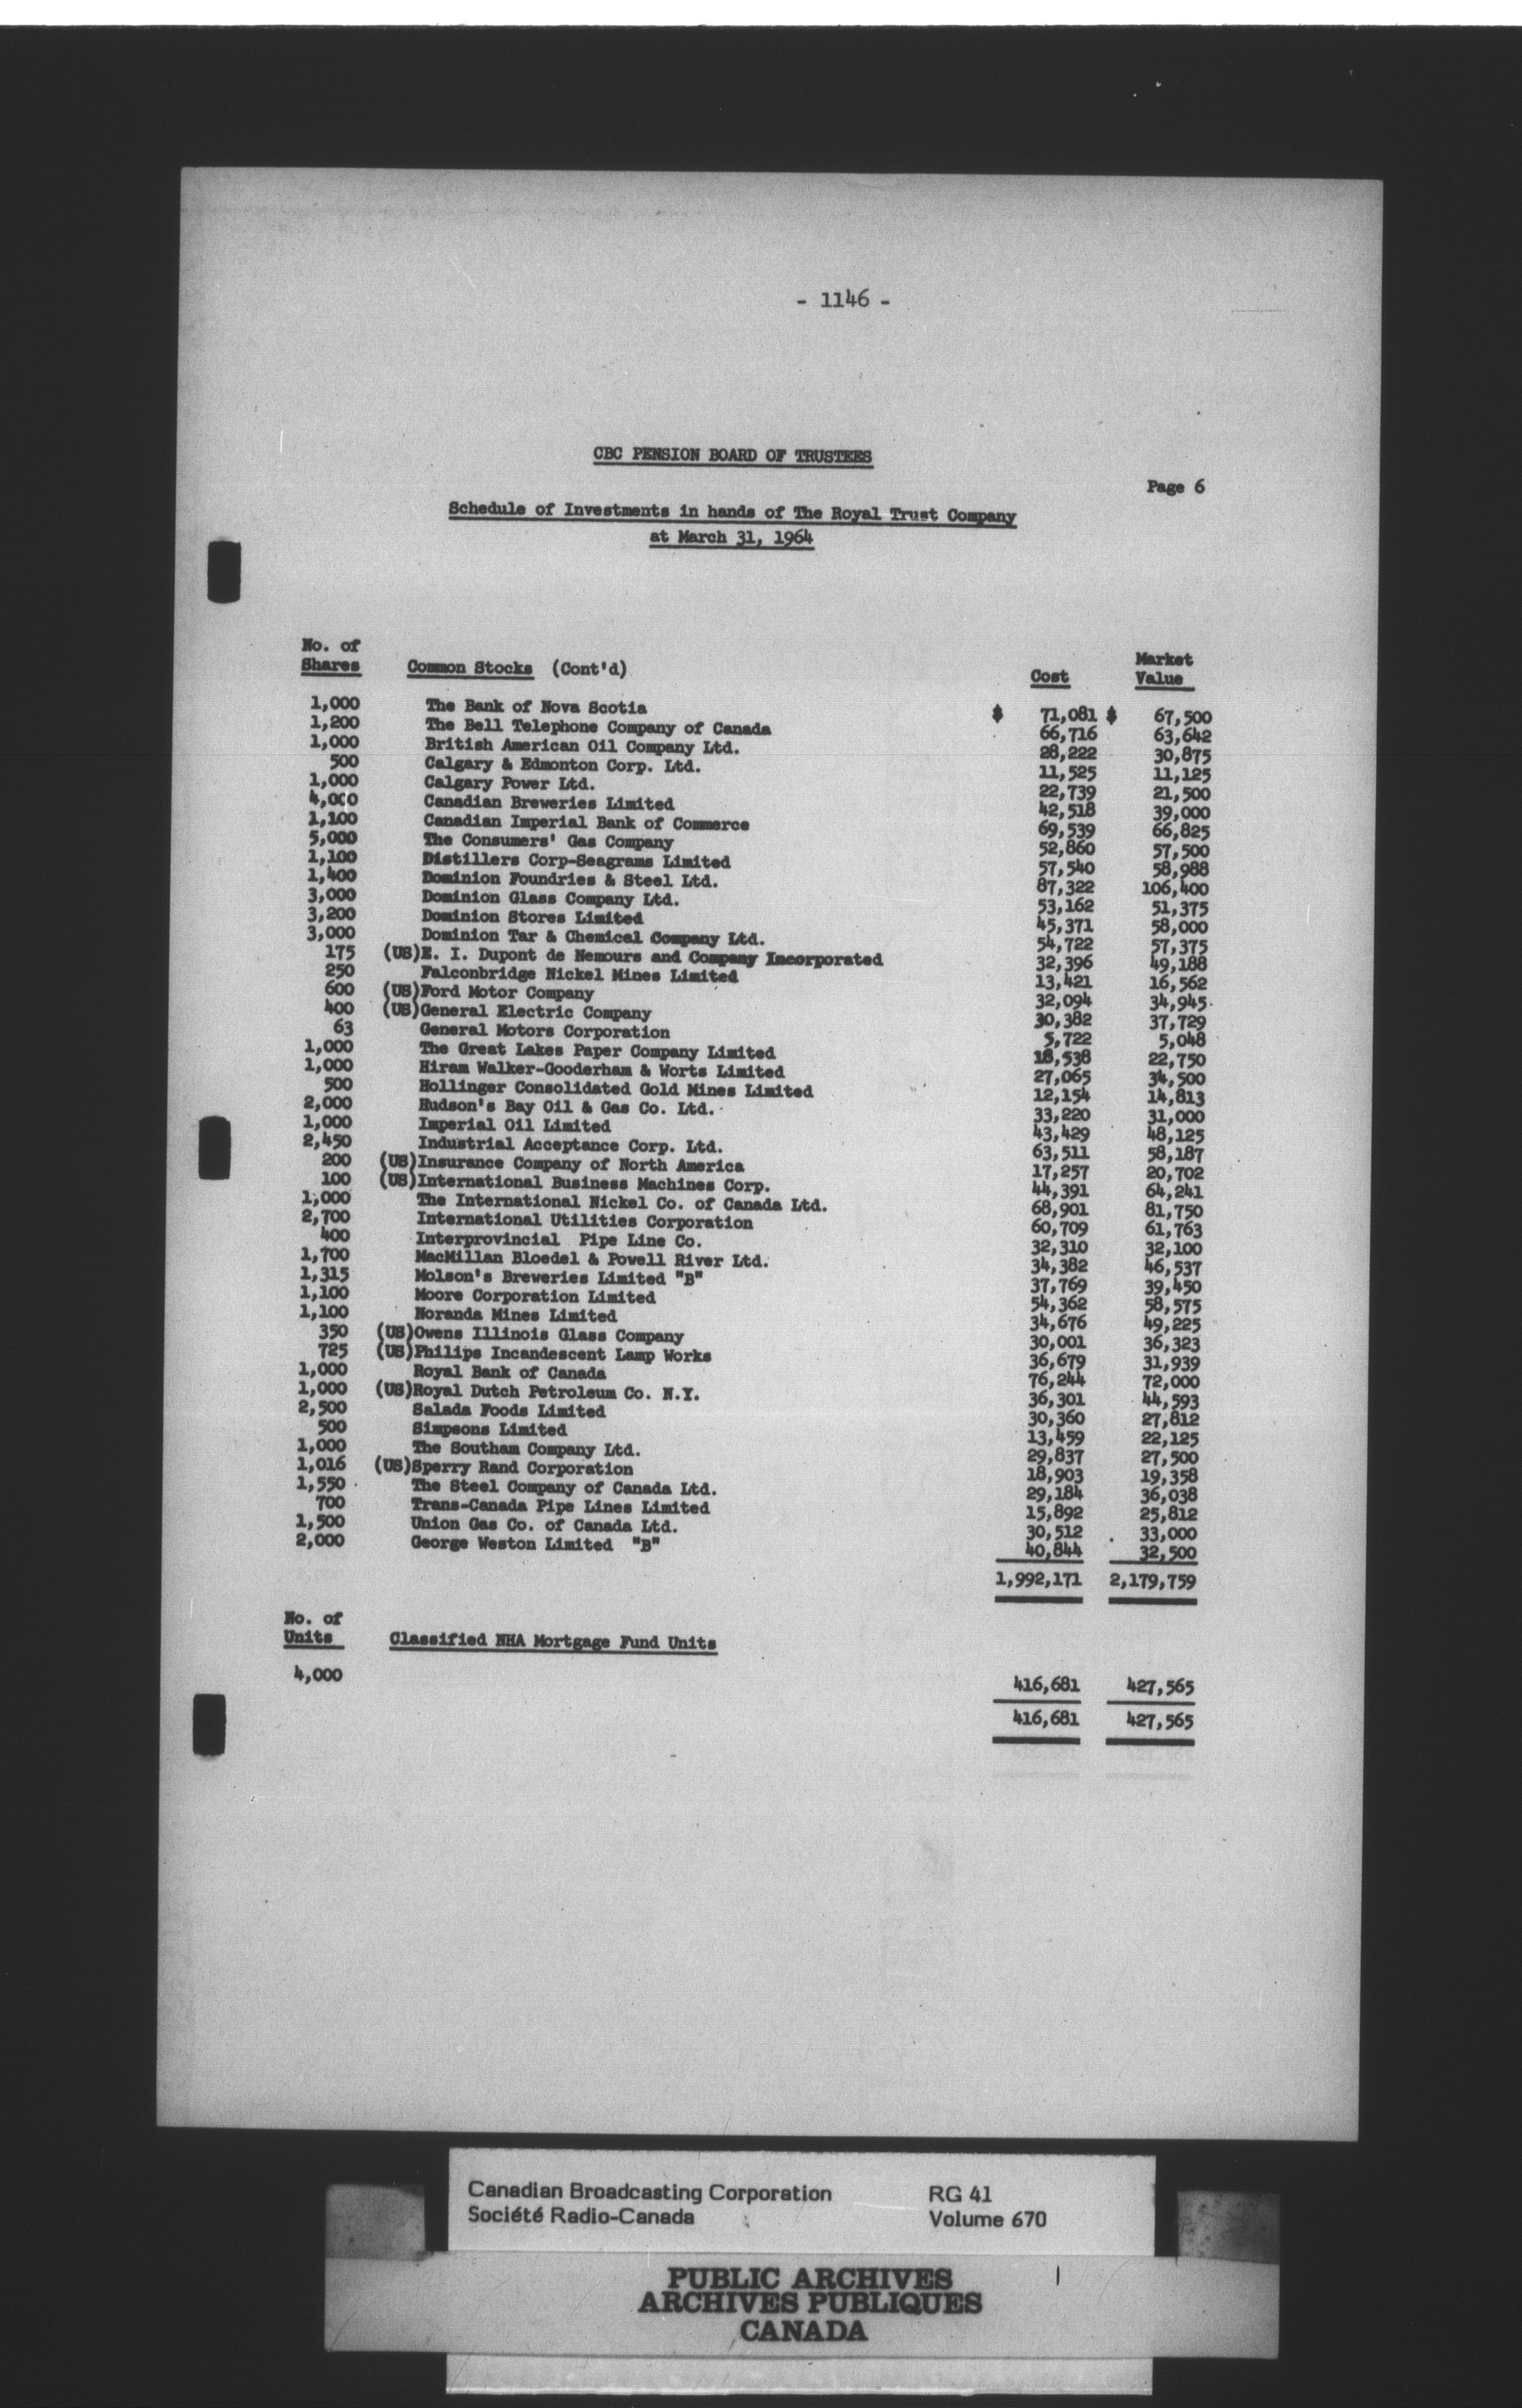 - 1146 -
CBC PENSION BOARD OF TRUSTEES
Page 6
Schedule of Investments in hands of The Royal Trust Company
at March 31, 1964
No. of Shares Common Stocks (Cont'd) Cost Market Value
1,000 The Bank of Nova Scotia $ 71,081 $ 67,500
1,200 The Bell Telephone Company of Canada 66,716 63,642
1,000 British American Oil Company Ltd. 28,222 30,875
500 Calgary & Edmonton Corp. Ltd. 11,525 11,125
1,000 Calgary Power Ltd. 22,739 21,500
4,000 Canadian Breweries Limited 42,518 39,000
1,100 Canadian Imperial Bank of Commerce 69,539 66,825
5,000 The Consumers' Gas Company 52,860 57,500
1,100 Distillers Corp-Seagrams Limited 57,540 58,988
1,400 Dominion Foundries & Steel Ltd. 87,322 106,400
3,000 Dominion Glass Company Ltd. 53,162 51,375
3,200 Dominion Stores Limited 45,371 58,000
3,000 Dominion Tar & Chemical Company Ltd. 54,722 57,375
175 (US)E. I. Dupont de Nemours and Company Incorporated 32,396 49,188
250 Falconbridge Nickel Mines Limited 13,421 16,562
600 (US)Ford Motor Company 32,094 34,945
400 (US)General Electric Company 30,382 37,729
63 General Motors Corporation 5,722 5,048
1,000 The Great Lakes Paper Company Limited 18,538 22,750
1,000 Hiram Walker-Gooderham & Worts Limited 27,065 34,500
500 Hollinger Consolidated Gold Mines Limited 12,154 14,813
2,000 Hudson's Bay Oil & Gas Co. Ltd. 33,220 31,000
1,000 Imperial Oil Limited 43,429 48,125
2,450 Industrial Acceptance Corp. Ltd. 63,511 58,187
200 (US)Insurance Company of North America 17,257 20,702
100 (US)International Business Machines Corp. 44,391 64,241
1,000 The International Nickel Co. of Canada Ltd. 68,901 81,750
2,700 International Utilities Corporation 60,709 61,763
400 Interprovincial Pipe Line Co. 32,310 32,100
1,700 MacMillan Bloedel & Powell River Ltd. 34,382 46,537
1,315 Molson's Breweries Limited "B" 37,769 39,450
1,100 Moore Corporation Limited 54,362 58,575
1,100 Noranda Mines Limited 34,676 49,225
350 (US)Owens Illinois Glass Company 30,001 36,323
725 (US)Philips Incandescent Lamp Works 36,679 31,939
1,000 Royal Bank of Canada 76,244 72,000
1,000 (US)Royal Dutch Petroleum Co. N.Y. 36,301 44,593
2,500 Salada Foods Limited 30,360 27,812
500 Simpsons Limited 13,459 22,125
1,000 The Southam Company Ltd. 29,837 27,500
1,016 (US)Sperry Rand Corporation 18,903 19,358
1,550 The Steel Company of Canada Ltd. 29,184 36,038
700 Trans-Canada Pipe Lines Limited 15,892 25,812
1,500 Union Gas Co. of Canada Ltd. 30,512 33,000
2,000 George Weston Limited "B" 40,844 32,500
1,992,171 2,179,759
No. of
Units Classified NHA Mortgage Fund Units
4,000 416,681 427,565
416,681 427,565
Canadian Broadcasting Corporation RG 41
Société Radio-Canada Volume 670
PUBLIC ARCHIVES
ARCHIVES PUBLIQUES
CANADA